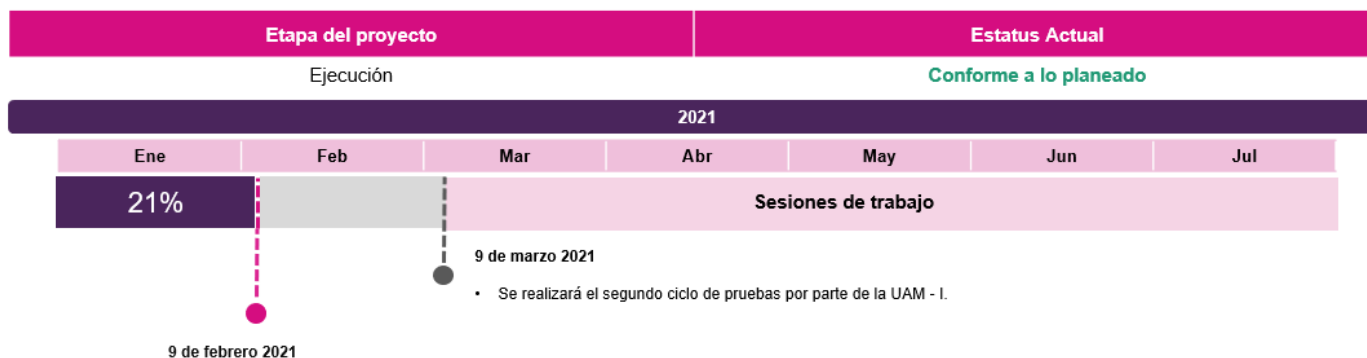 Etapa del proyecto
Estatus Actual
Ejecución
Conforme a lo planeado
2021
Ene Feb Mar Abr May Jun Jul
21%
Sesiones de trabajo
9 de marzo 2021
• Se realizará el segundo ciclo de pruebas por parte de la UAM - I.
9 de febrero 2021